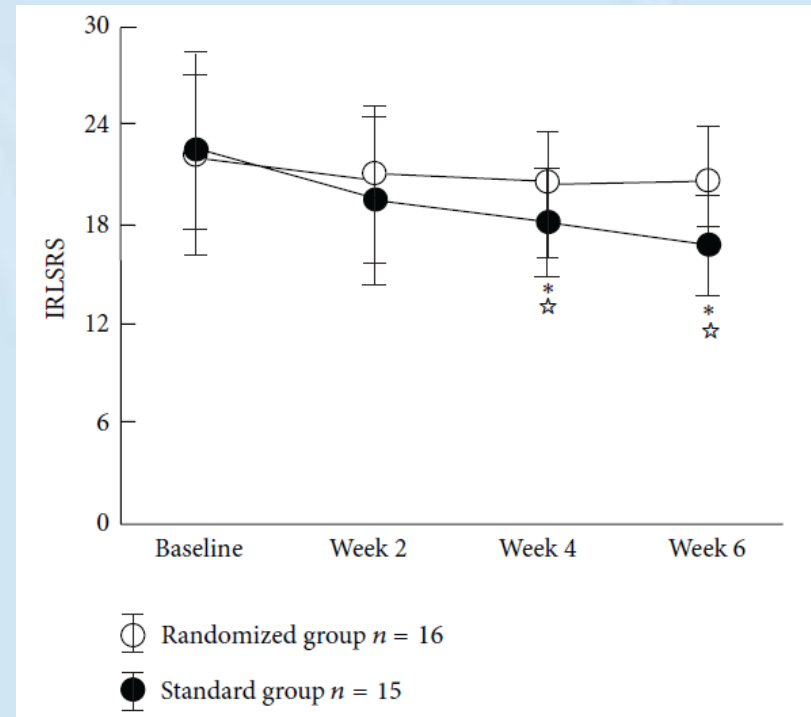 30
24
18
12
6
0
IRLSRS
*
☆
*
☆
Baseline Week 2 Week 4 Week 6
Randomized group n = 16
Standard group n = 15